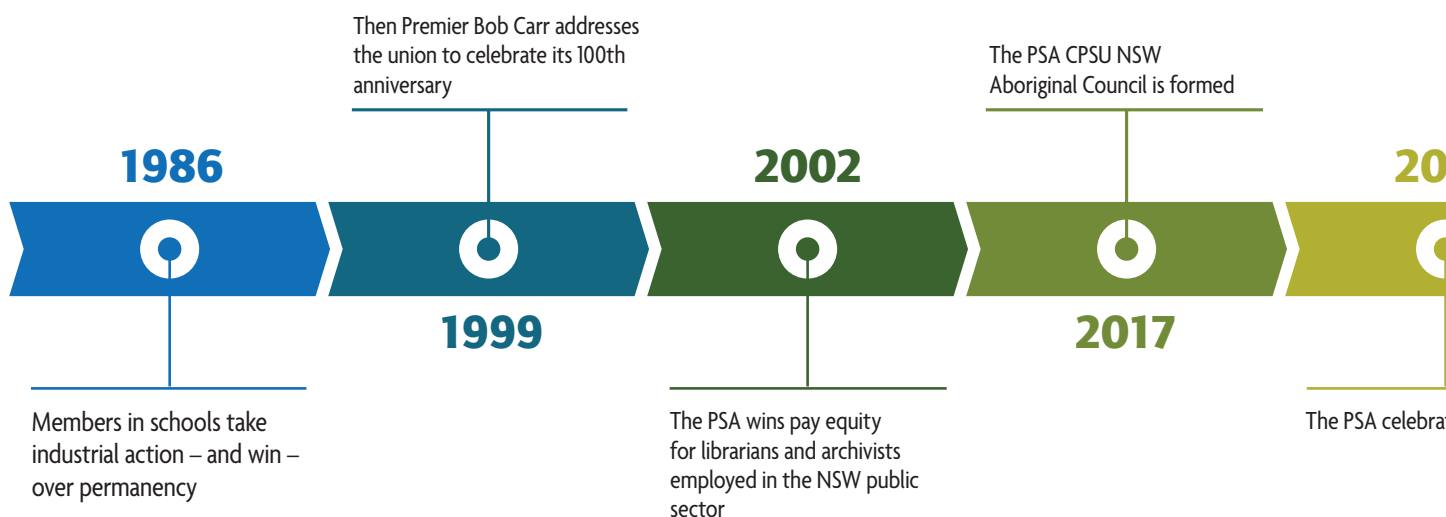 Then Premier Bob Carr addresses
the union to celebrate its 100th
anniversary
The PSA CPSU NSW
Aboriginal Council is formed
1986
2002
1999
2017
Members in schools take
industrial action – and win –
over permanency
The PSA wins pay equity
for librarians and archivists
employed in the NSW public
sector
The PSA